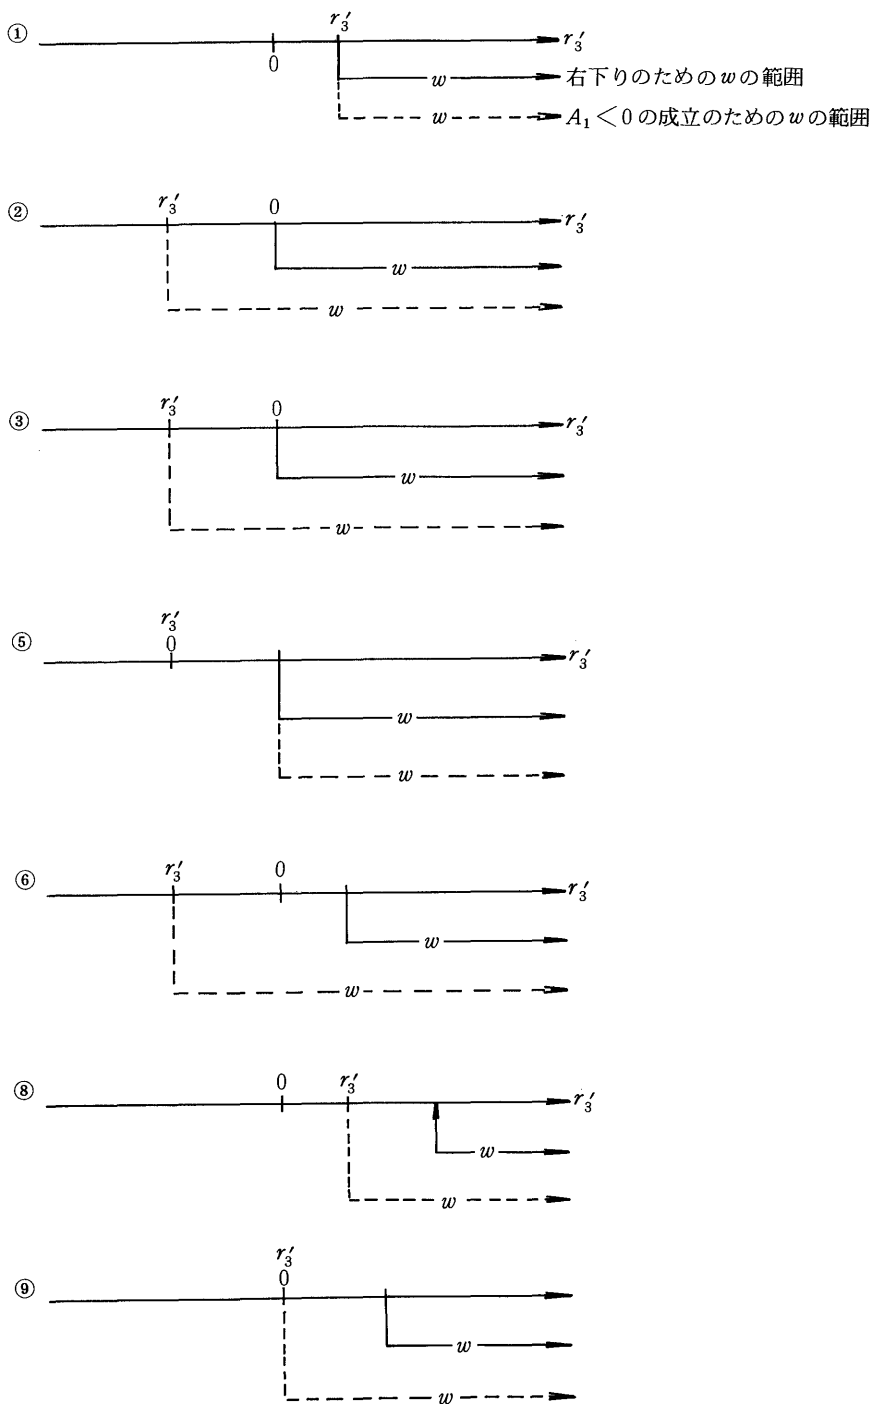 ① r₃′
0
r₃′
w 右下りのためのwの範囲
w A₁<0の成立のためのwの範囲
② r₃′ 0
r₃′
w
w
③ r₃′ 0
r₃′
w
w
⑤ r₃′
0
r₃′
w
w
⑥ r₃′ 0
r₃′
w
w
⑧ 0 r₃′
r₃′
w
w
⑨ r₃′
0
w
w